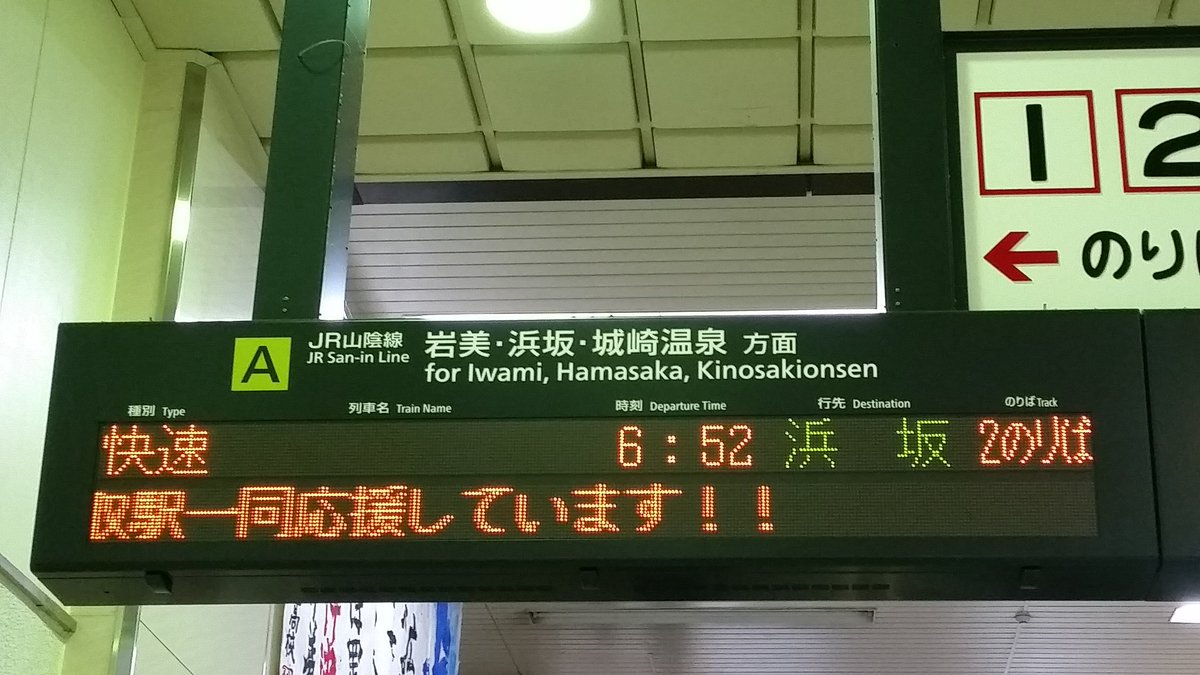 1 2
← のり
A JR山陰線 岩美・浜坂・城崎温泉 方面
JR San-in Line for Iwami, Hamasaka, Kinosakionsen
種別 Type 列車名 Train Name 時刻 Departure Time 行先 Destination のりば Track
快速 6:52 浜坂 2のりば
駅一同応援しています!!